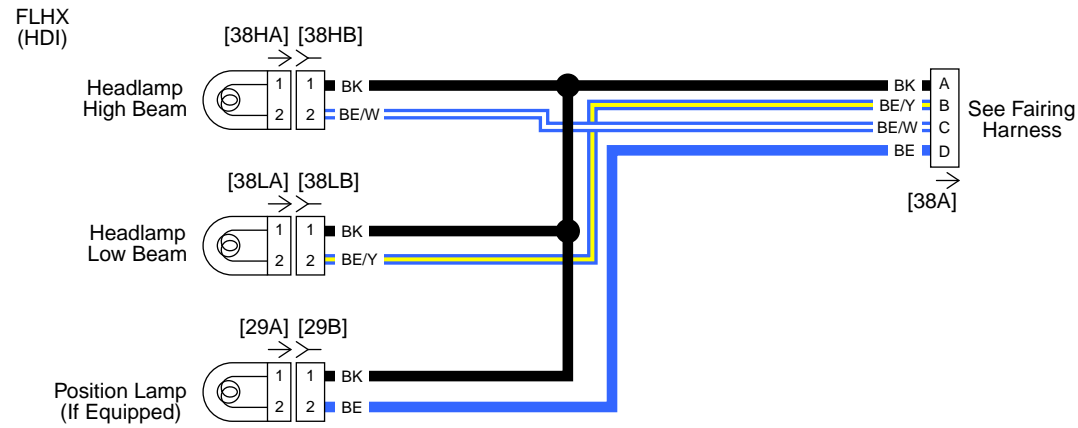 FLHX
(HDI)
[38HA] [38HB]
Headlamp
High Beam
1 1 BK
2 2 BE/W
BK A
BE/Y B
BE/W C
BE D
See Fairing
Harness
[38A]
[38LA] [38LB]
Headlamp
Low Beam
1 1 BK
2 2 BE/Y
[29A] [29B]
Position Lamp
(If Equipped)
1 1 BK
2 2 BE